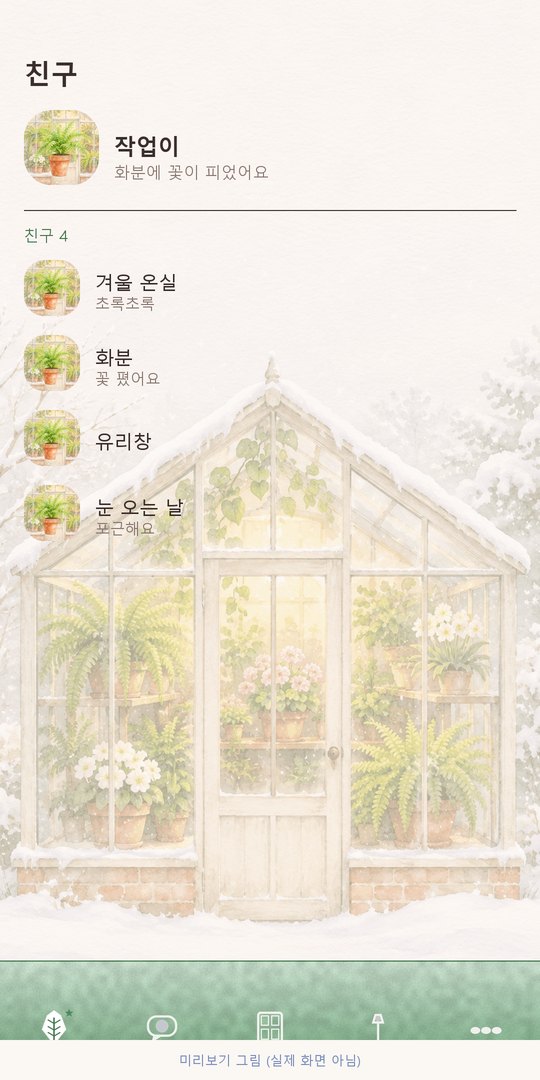 친구
작업이
화분에 꽃이 피었어요
친구 4
겨울 온실
초록초록
화분
꽃 폈어요
유리창
눈 오는 날
포근해요
미리보기 그림 (실제 화면 아님)